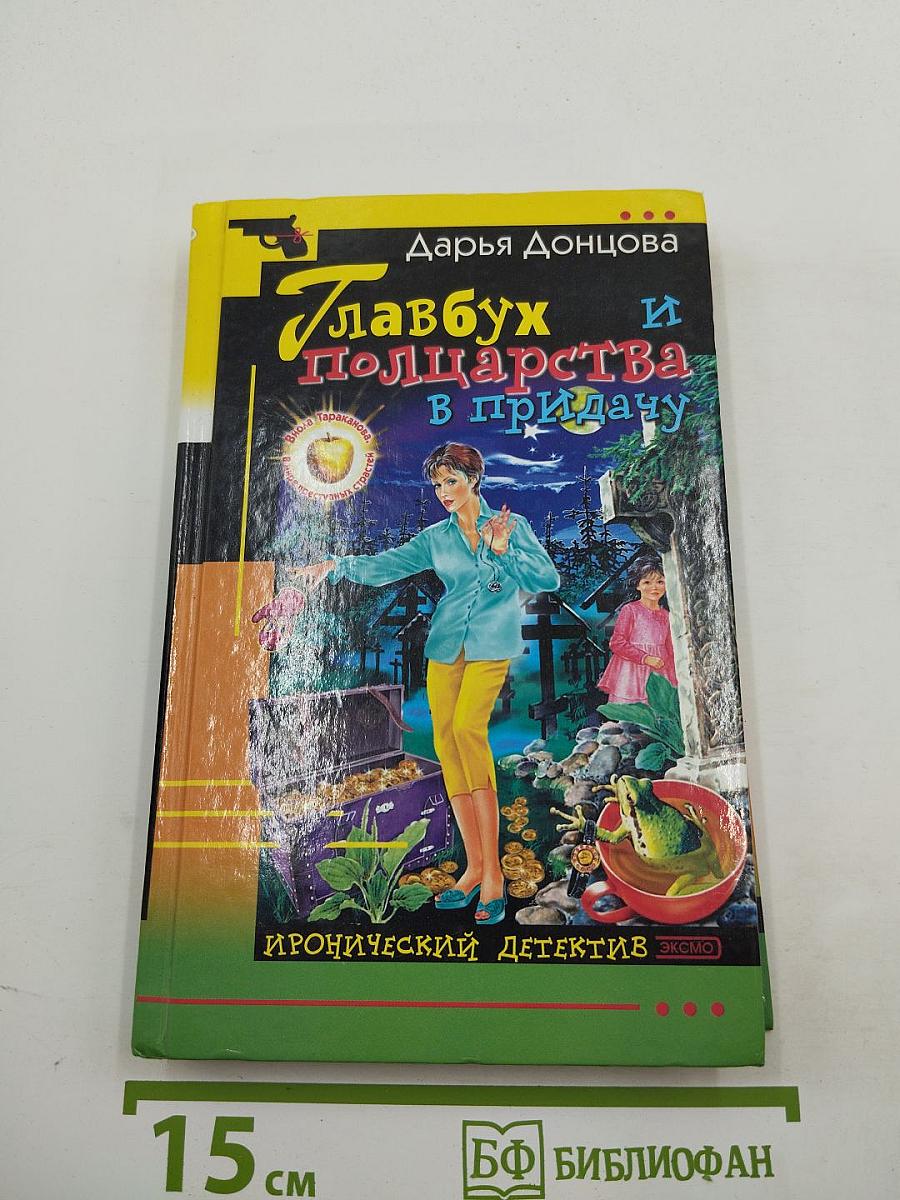 Дарья Донцова
Главбух и
полцарства
в придачу
Виола Тараканова.
В мире преступных страстей
ИРОНИЧЕСКИЙ ДЕТЕКТИВ
ЭКСМО
15 см
БФ БИБЛИОФАН